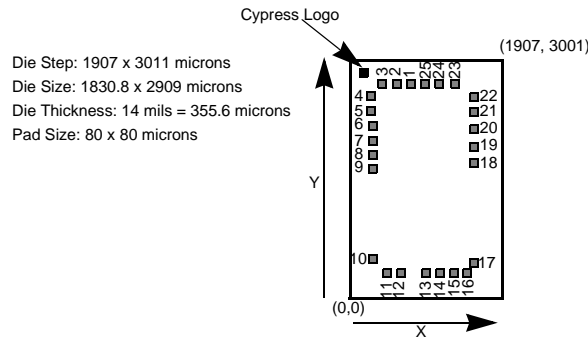 Cypress Logo
(1907, 3001)
Die Step: 1907 x 3011 microns
Die Size: 1830.8 x 2909 microns
Die Thickness: 14 mils = 355.6 microns
Pad Size: 80 x 80 microns
3 2 1 25 24 23
4 22
5 21
6 20
7 19
8 18
9
Y
10 17
11 12 13 14 15 16
(0,0)
X